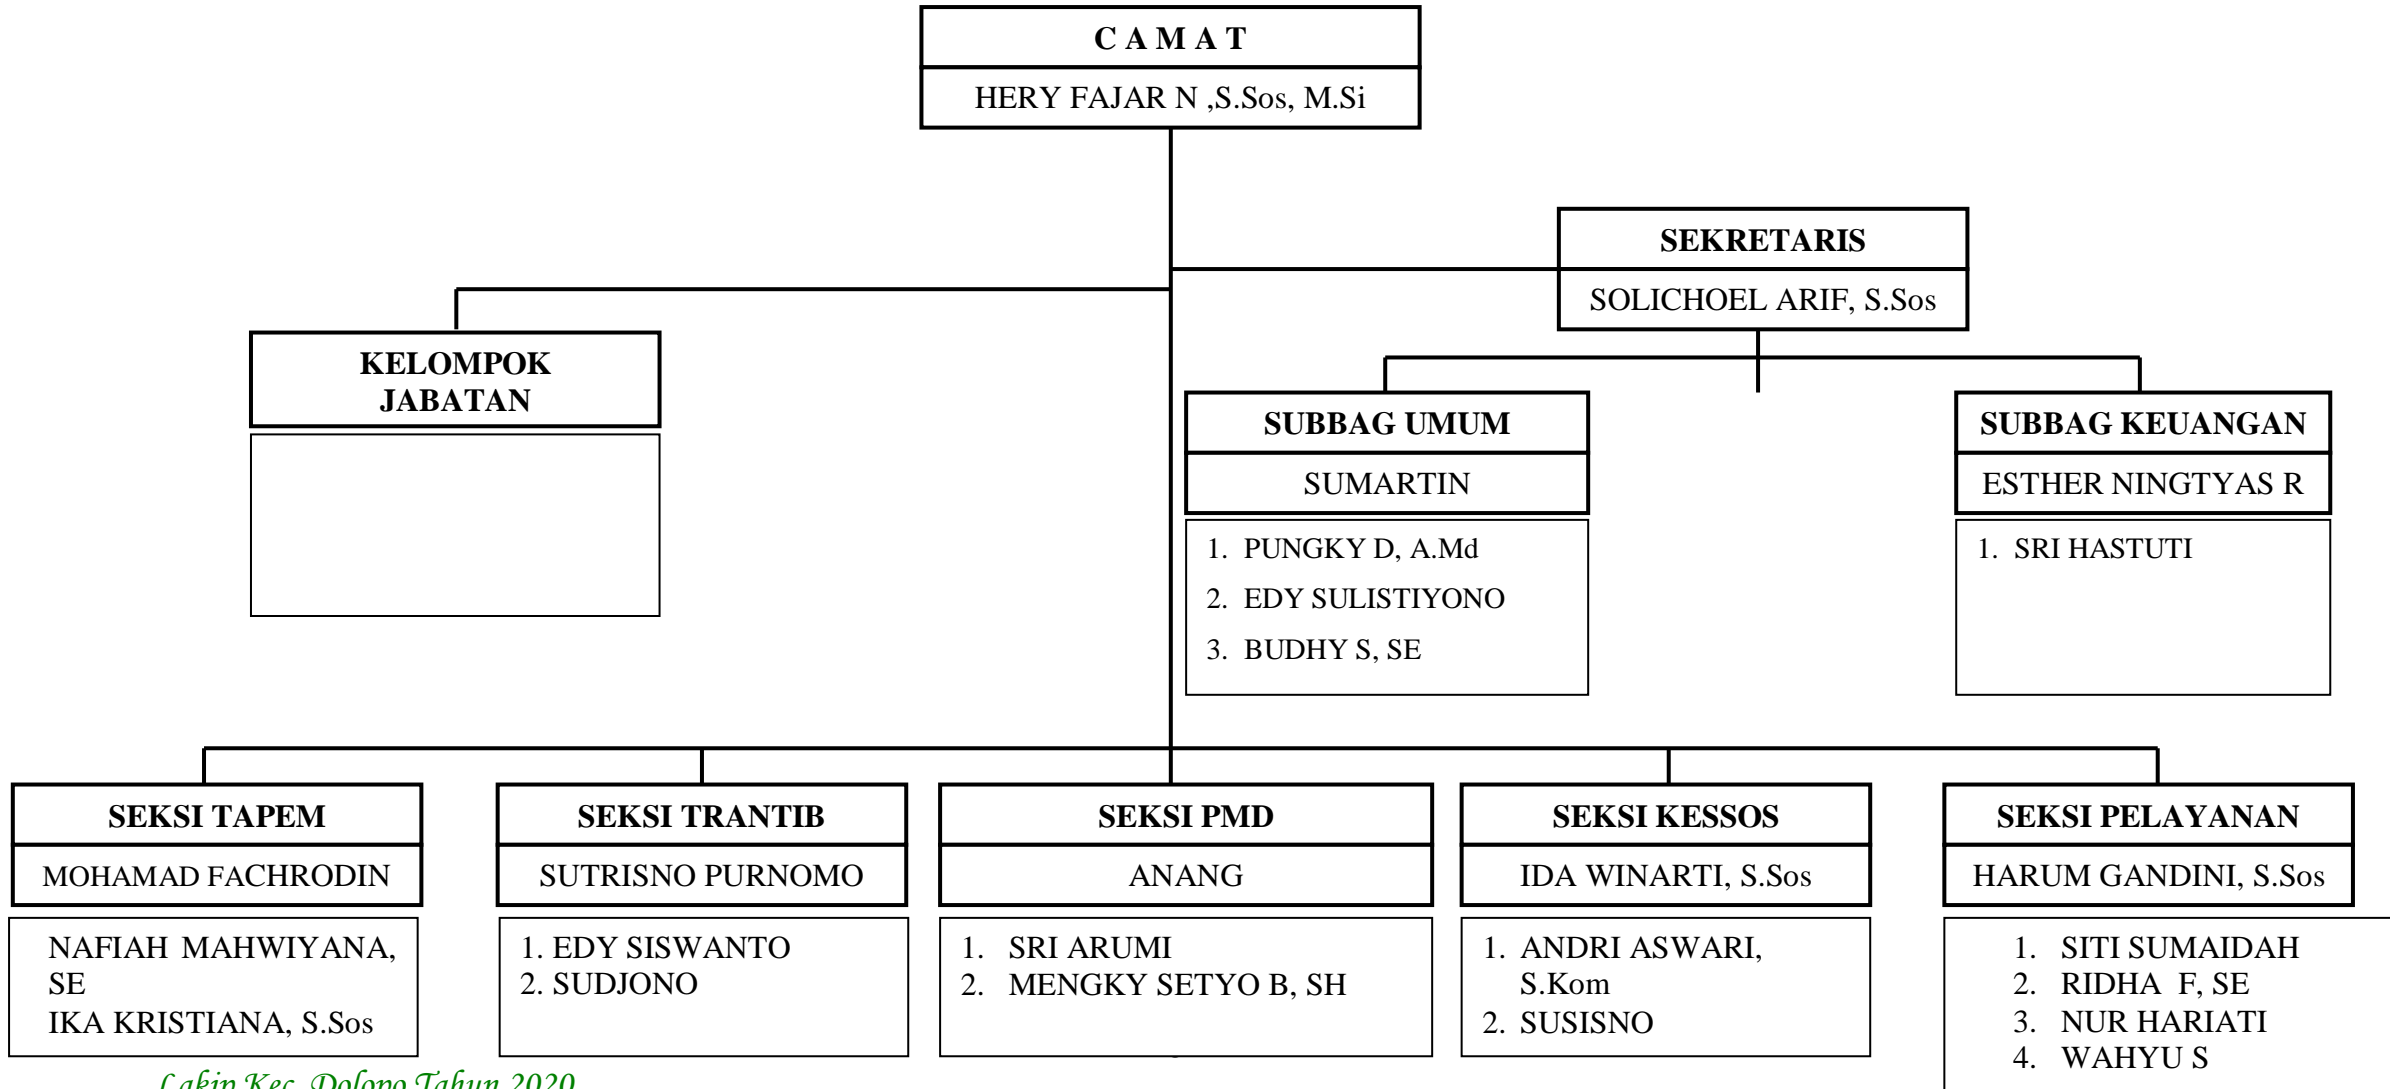 C A M A T
HERY FAJAR N ,S.Sos, M.Si
SEKRETARIS
SOLICHOEL ARIF, S.Sos
KELOMPOK
JABATAN
SUBBAG UMUM
SUMARTIN
1. PUNGKY D, A.Md
2. EDY SULISTIYONO
3. BUDHY S, SE
SUBBAG KEUANGAN
ESTHER NINGTYAS R
1. SRI HASTUTI
SEKSI TAPEM
MOHAMAD FACHRODIN
NAFIAH MAHWIYANA,
SE
IKA KRISTIANA, S.Sos
SEKSI TRANTIB
SUTRISNO PURNOMO
1. EDY SISWANTO
2. SUDJONO
SEKSI PMD
ANANG
1. SRI ARUMI
2. MENGKY SETYO B, SH
SEKSI KESSOS
IDA WINARTI, S.Sos
1. ANDRI ASWARI,
S.Kom
2. SUSISNO
SEKSI PELAYANAN
HARUM GANDINI, S.Sos
1. SITI SUMAIDAH
2. RIDHA F, SE
3. NUR HARIATI
4. WAHYU S
Lakip Kec. Dolopo Tahun 2020